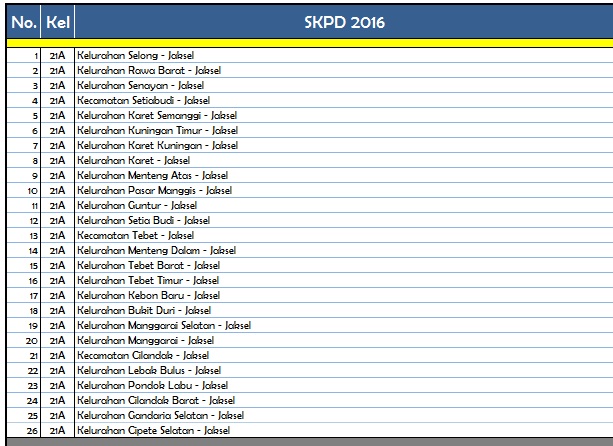 No. Kel SKPD 2016
1 21A Kelurahan Selong - Jaksel
2 21A Kelurahan Rawa Barat - Jaksel
3 21A Kelurahan Senayan - Jaksel
4 21A Kecamatan Setiabudi - Jaksel
5 21A Kelurahan Karet Semanggi - Jaksel
6 21A Kelurahan Kuningan Timur - Jaksel
7 21A Kelurahan Karet Kuningan - Jaksel
8 21A Kelurahan Karet - Jaksel
9 21A Kelurahan Menteng Atas - Jaksel
10 21A Kelurahan Pasar Manggis - Jaksel
11 21A Kelurahan Guntur - Jaksel
12 21A Kelurahan Setia Budi - Jaksel
13 21A Kecamatan Tebet - Jaksel
14 21A Kelurahan Menteng Dalam - Jaksel
15 21A Kelurahan Tebet Barat - Jaksel
16 21A Kelurahan Tebet Timur - Jaksel
17 21A Kelurahan Kebon Baru - Jaksel
18 21A Kelurahan Bukit Duri - Jaksel
19 21A Kelurahan Manggarai Selatan - Jaksel
20 21A Kelurahan Manggarai - Jaksel
21 21A Kecamatan Cilandak - Jaksel
22 21A Kelurahan Lebak Bulus - Jaksel
23 21A Kelurahan Pondok Labu - Jaksel
24 21A Kelurahan Cilandak Barat - Jaksel
25 21A Kelurahan Gandaria Selatan - Jaksel
26 21A Kelurahan Cipete Selatan - Jaksel